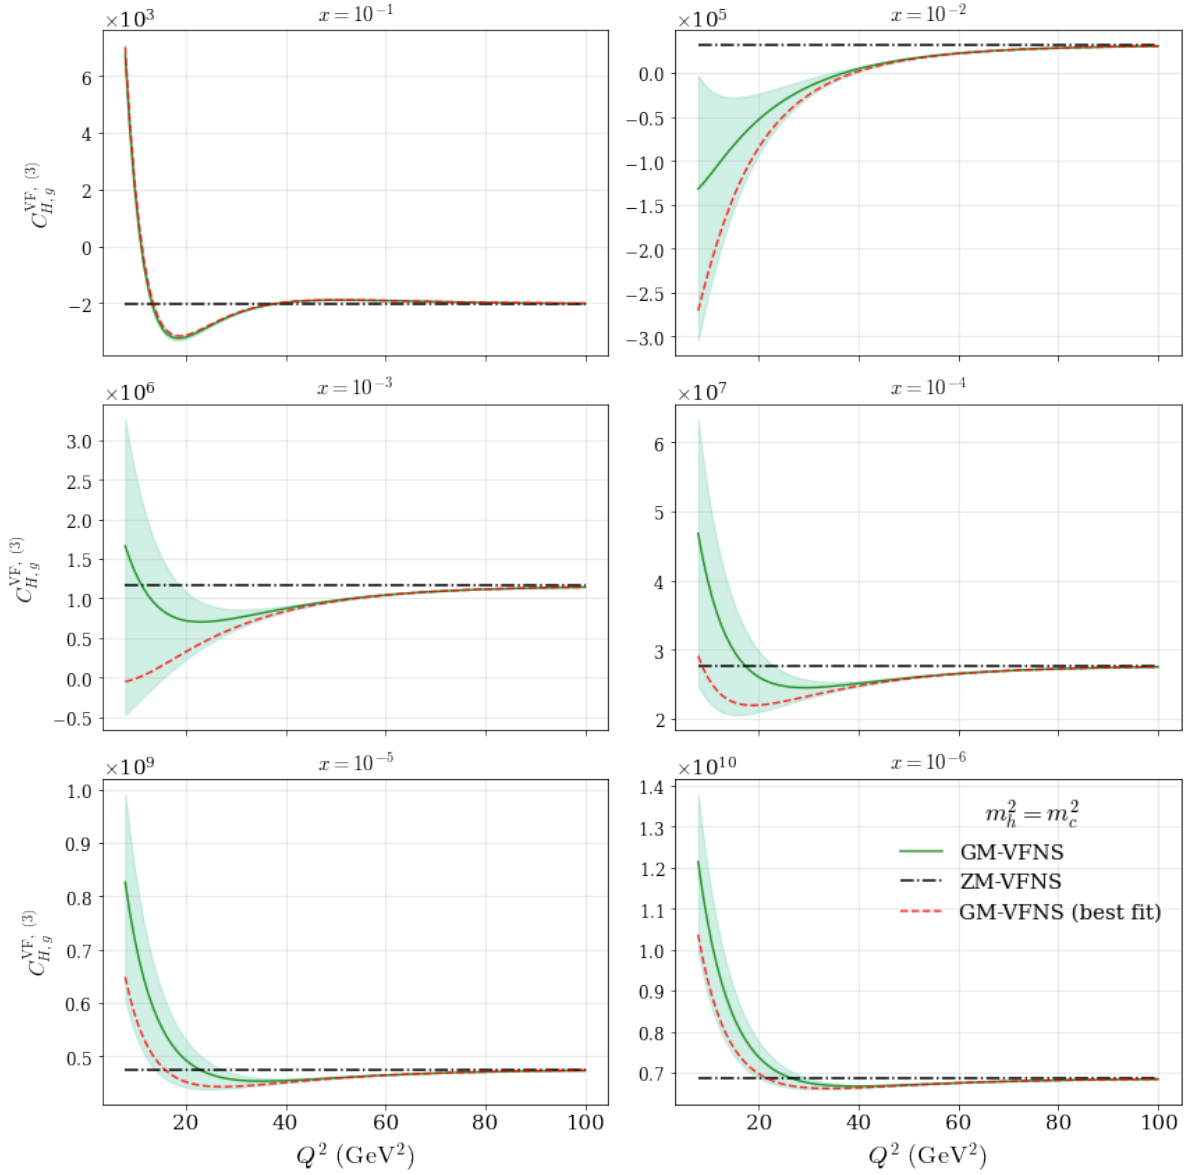 ×10³ x = 10⁻¹
6
4
2
0
−2
C_{H, g}^{VF, (3)}
×10⁵ x = 10⁻²
0.0
−0.5
−1.0
−1.5
−2.0
−2.5
−3.0
×10⁶ x = 10⁻³
3.0
2.5
2.0
1.5
1.0
0.5
0.0
−0.5
C_{H, g}^{VF, (3)}
×10⁷ x = 10⁻⁴
6
5
4
3
2
×10⁹ x = 10⁻⁵
1.0
0.9
0.8
0.7
0.6
0.5
C_{H, g}^{VF, (3)}
20 40 60 80 100
Q² (GeV²)
×10¹⁰ x = 10⁻⁶
1.4
1.3
1.2
1.1
1.0
0.9
0.8
0.7
m_h² = m_c²
GM-VFNS
ZM-VFNS
GM-VFNS (best fit)
20 40 60 80 100
Q² (GeV²)